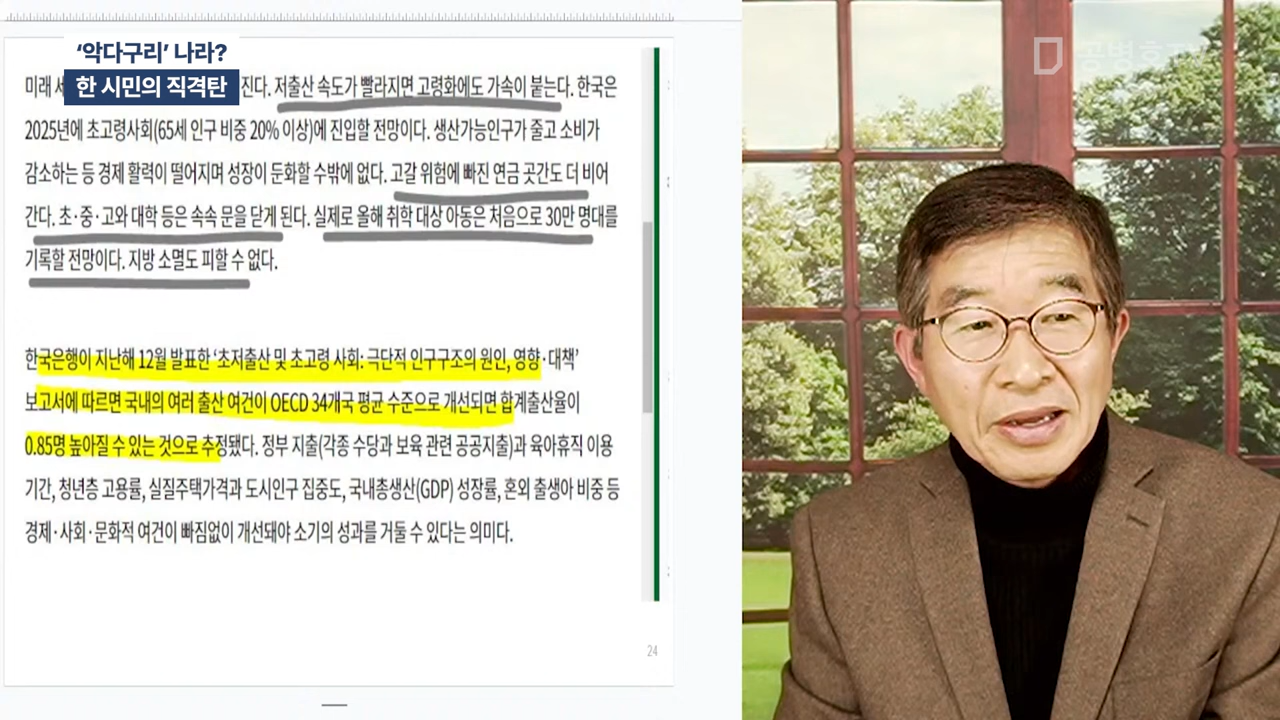 ‘악다구리’ 나라?
한 시민의 직격탄
공병호
미래 세 진다. 저출산 속도가 빨라지면 고령화에도 가속이 붙는다. 한국은
2025년에 초고령사회(65세 인구 비중 20% 이상)에 진입할 전망이다. 생산가능인구가 줄고 소비가
감소하는 등 경제 활력이 떨어지며 성장이 둔화할 수밖에 없다. 고갈 위험에 빠진 연금 곳간도 더 비어
간다. 초·중·고와 대학 등은 속속 문을 닫게 된다. 실제로 올해 취학 대상 아동은 처음으로 30만 명대를
기록할 전망이다. 지방 소멸도 피할 수 없다.
한국은행이 지난해 12월 발표한 ‘초저출산 및 초고령 사회: 극단적 인구구조의 원인, 영향·대책’
보고서에 따르면 국내의 여러 출산 여건이 OECD 34개국 평균 수준으로 개선되면 합계출산율이
0.85명 높아질 수 있는 것으로 추정됐다. 정부 지출(각종 수당과 보육 관련 공공지출)과 육아휴직 이용
기간, 청년층 고용률, 실질주택가격과 도시인구 집중도, 국내총생산(GDP) 성장률, 혼외 출생아 비중 등
경제·사회·문화적 여건이 빠짐없이 개선돼야 소기의 성과를 거둘 수 있다는 의미다.
24